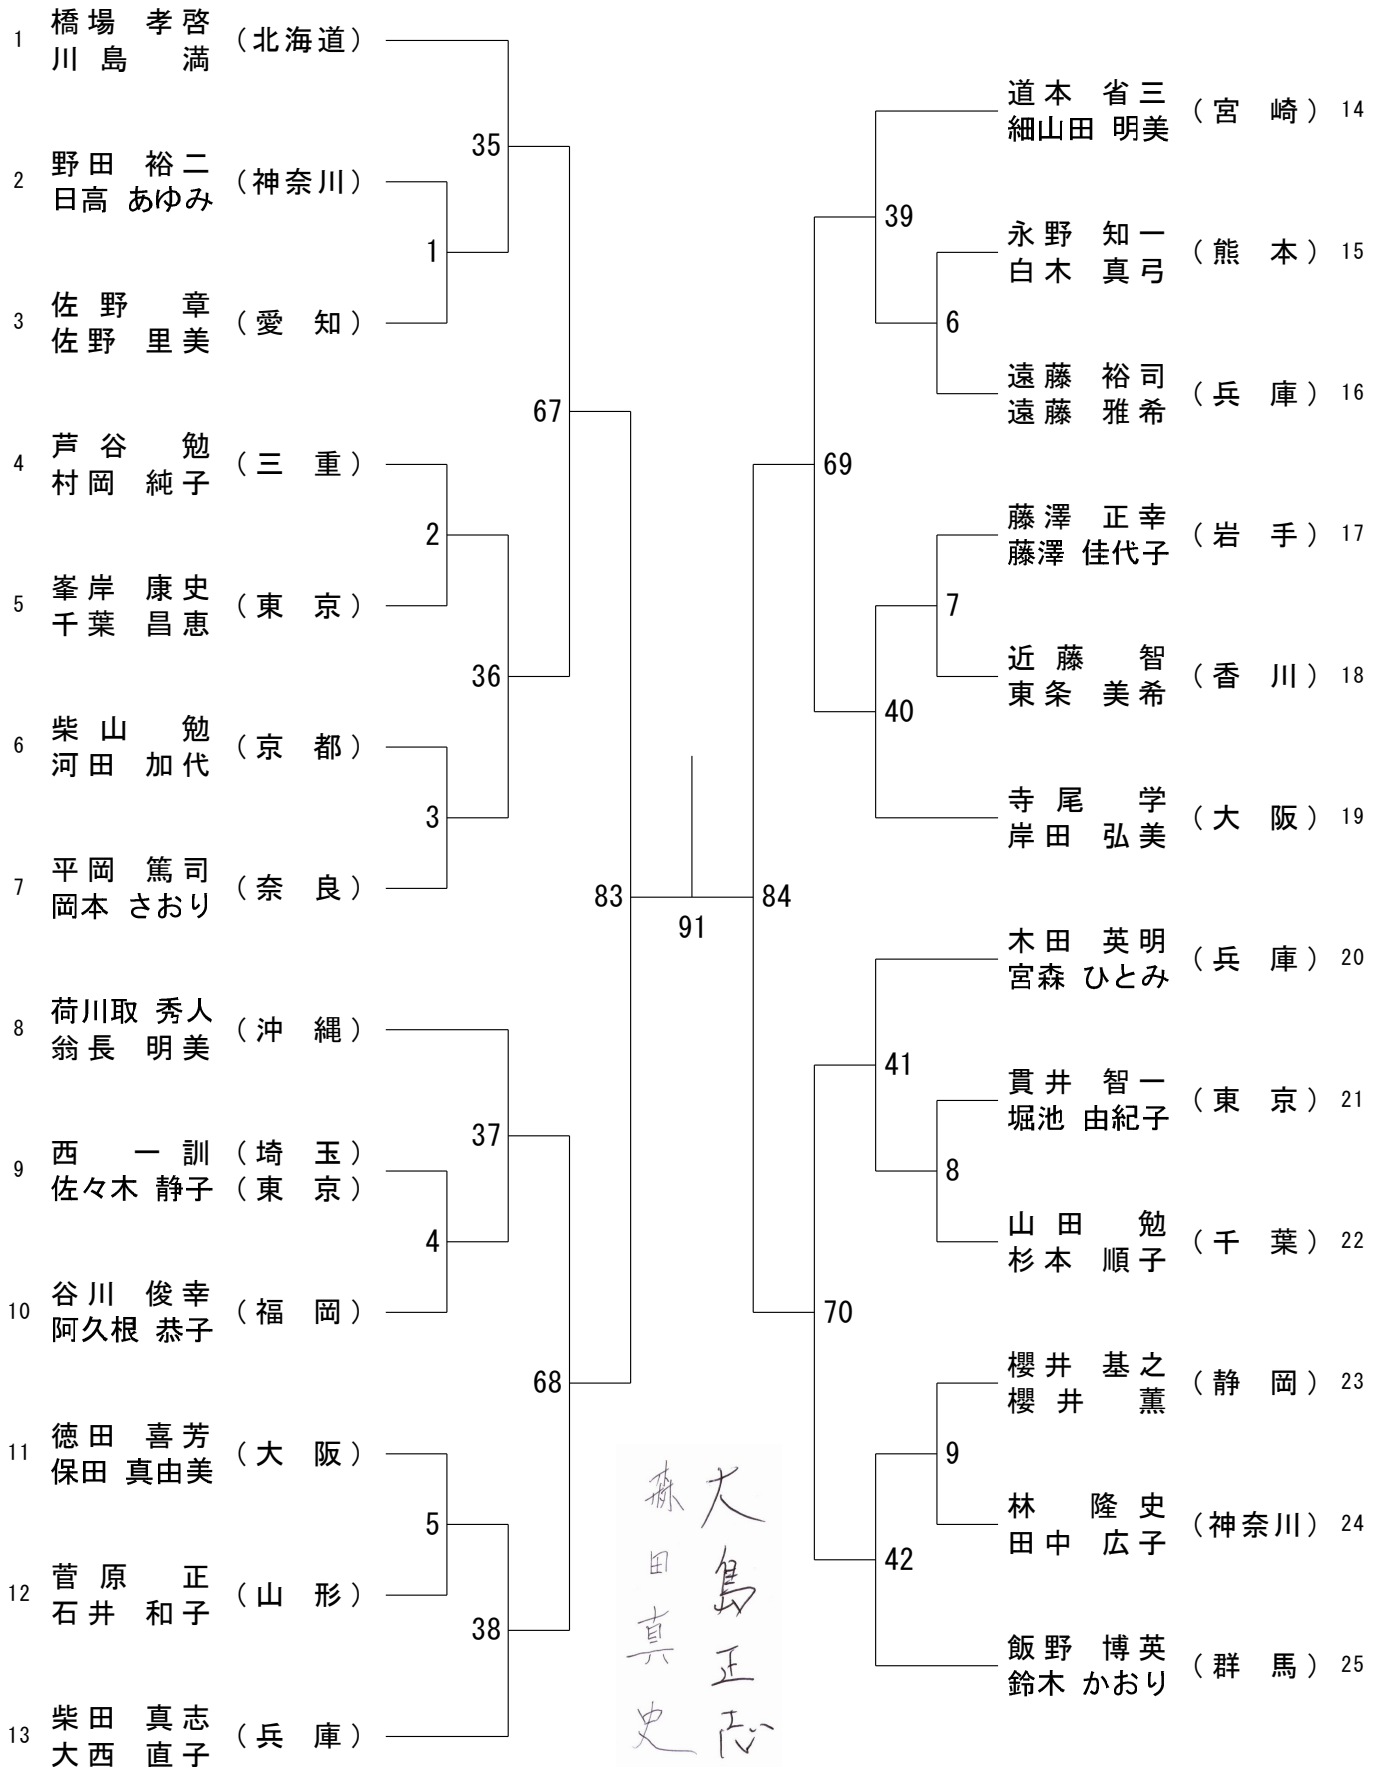 1 橋場 孝啓 (北海道)
川島 満
35
2 野田 裕二 (神奈川)
日高 あゆみ
1
3 佐野 章 (愛 知)
佐野 里美
67
4 芦谷 勉 (三 重)
村岡 純子
2
5 峯岸 康史 (東 京)
千葉 昌恵
36
6 柴山 勉 (京 都)
河田 加代
3
7 平岡 篤司 (奈 良)
岡本 さおり
83
8 荷川取 秀人 (沖 縄)
翁長 明美
37
9 西 一訓 (埼 玉)
佐々木 静子 (東 京)
4
10 谷川 俊幸 (福 岡)
阿久根 恭子
68
11 徳田 喜芳 (大 阪)
保田 真由美
5
12 菅原 正 (山 形)
石井 和子
38
13 柴田 真志 (兵 庫)
大西 直子
91
道本 省三 (宮 崎) 14
細山田 明美
39
永野 知一 (熊 本) 15
白木 真弓
6
遠藤 裕司 (兵 庫) 16
遠藤 雅希
69
藤澤 正幸 (岩 手) 17
藤澤 佳代子
7
近藤 智 (香 川) 18
東条 美希
40
寺尾 学 (大 阪) 19
岸田 弘美
84
木田 英明 (兵 庫) 20
宮森 ひとみ
41
貫井 智一 (東 京) 21
堀池 由紀子
8
山田 勉 (千 葉) 22
杉本 順子
70
櫻井 基之 (静 岡) 23
櫻井 薫
9
林 隆史 (神奈川) 24
田中 広子
42
飯野 博英 (群 馬) 25
鈴木 かおり
大島正志
森田真史